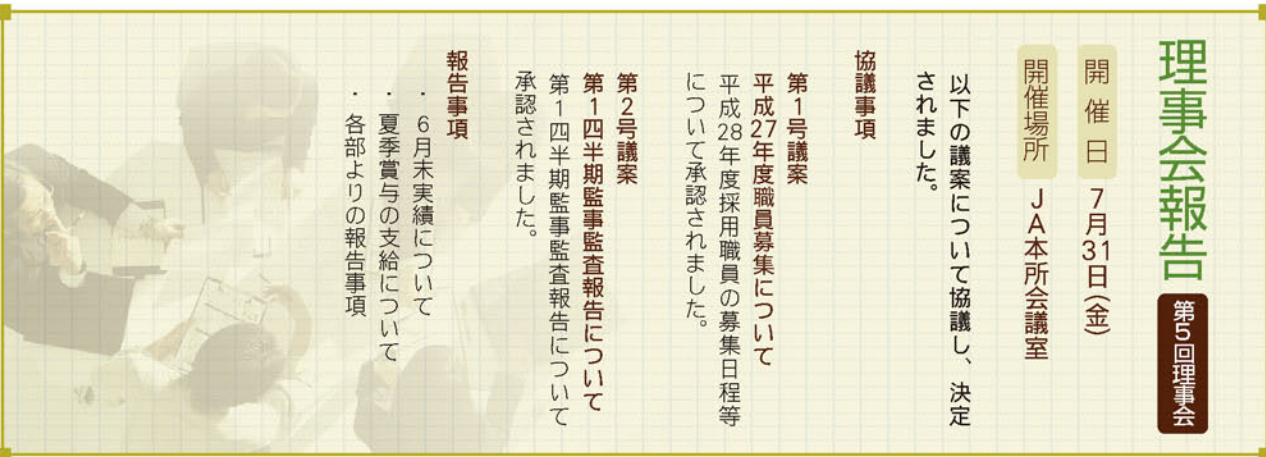 理事会報告
第5回理事会
開催日 7月31日(金)
開催場所 JA本所会議室
以下の議案について協議し、決定
されました。
協議事項
第1号議案
平成27年度職員募集について
平成28年度採用職員の募集日程等
について承認されました。
第2号議案
第1四半期監事監査報告について
第1四半期監事監査報告について
承認されました。
報告事項
・6月末実績について
・夏季賞与の支給について
・各部よりの報告事項